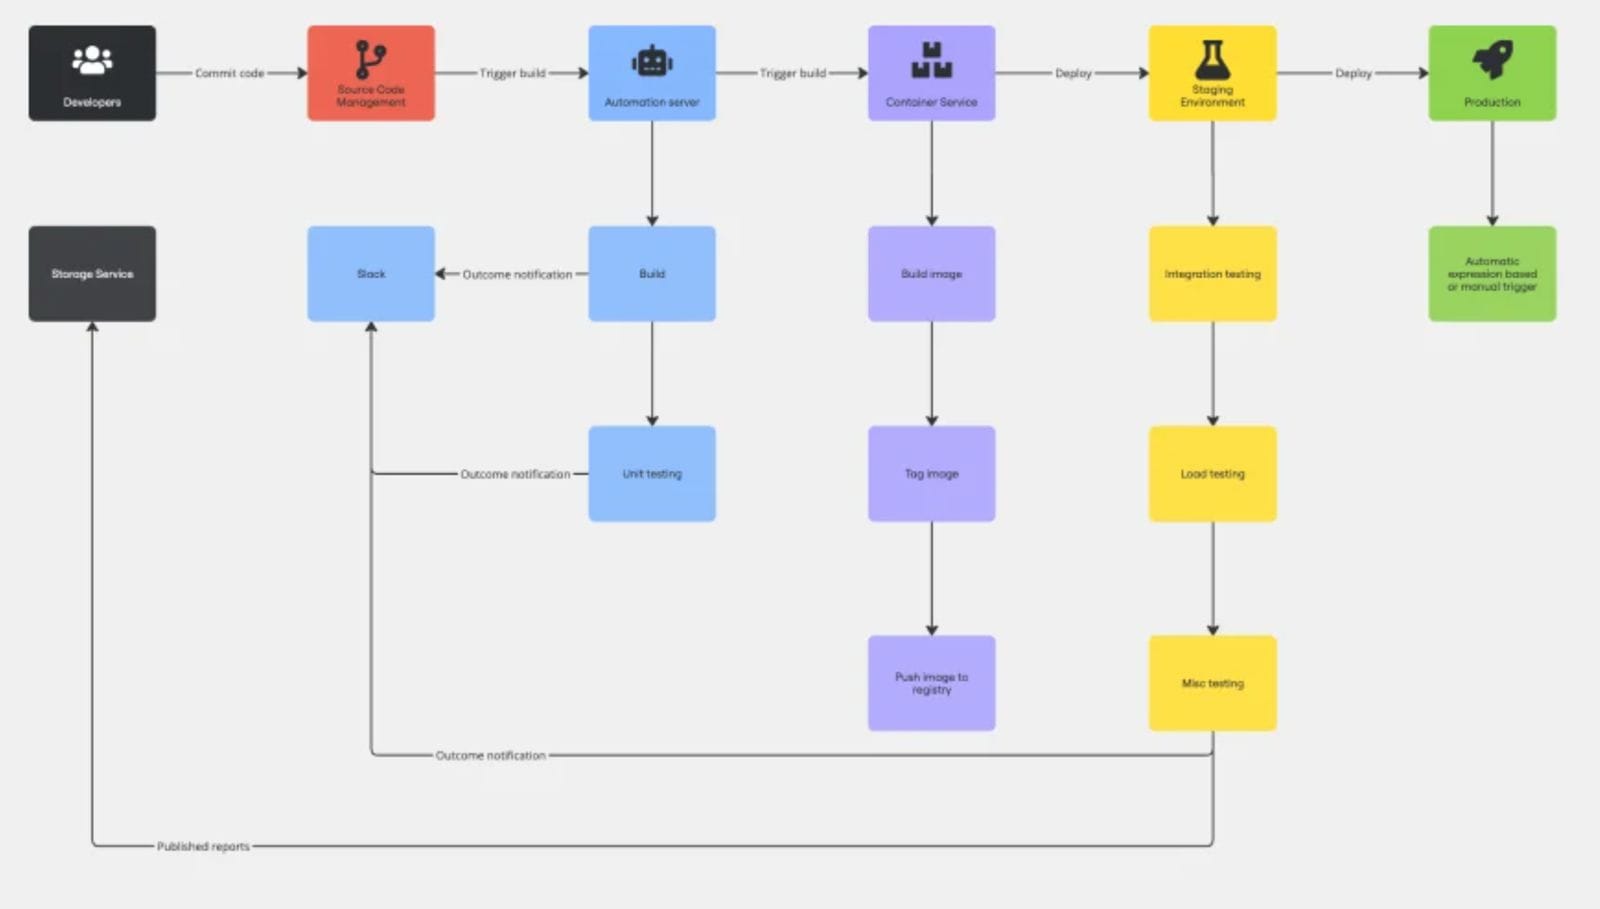 Developers
Commit code
Source Code
Management
Trigger build
Automation server
Trigger build
Container Service
Deploy
Staging
Environment
Deploy
Production
Storage Service
Slack
Outcome notification
Build
Build image
Integration testing
Automatic
expression based
or manual trigger
Outcome notification
Unit testing
Tag image
Load testing
Push image to
registry
Misc testing
Outcome notification
Published reports